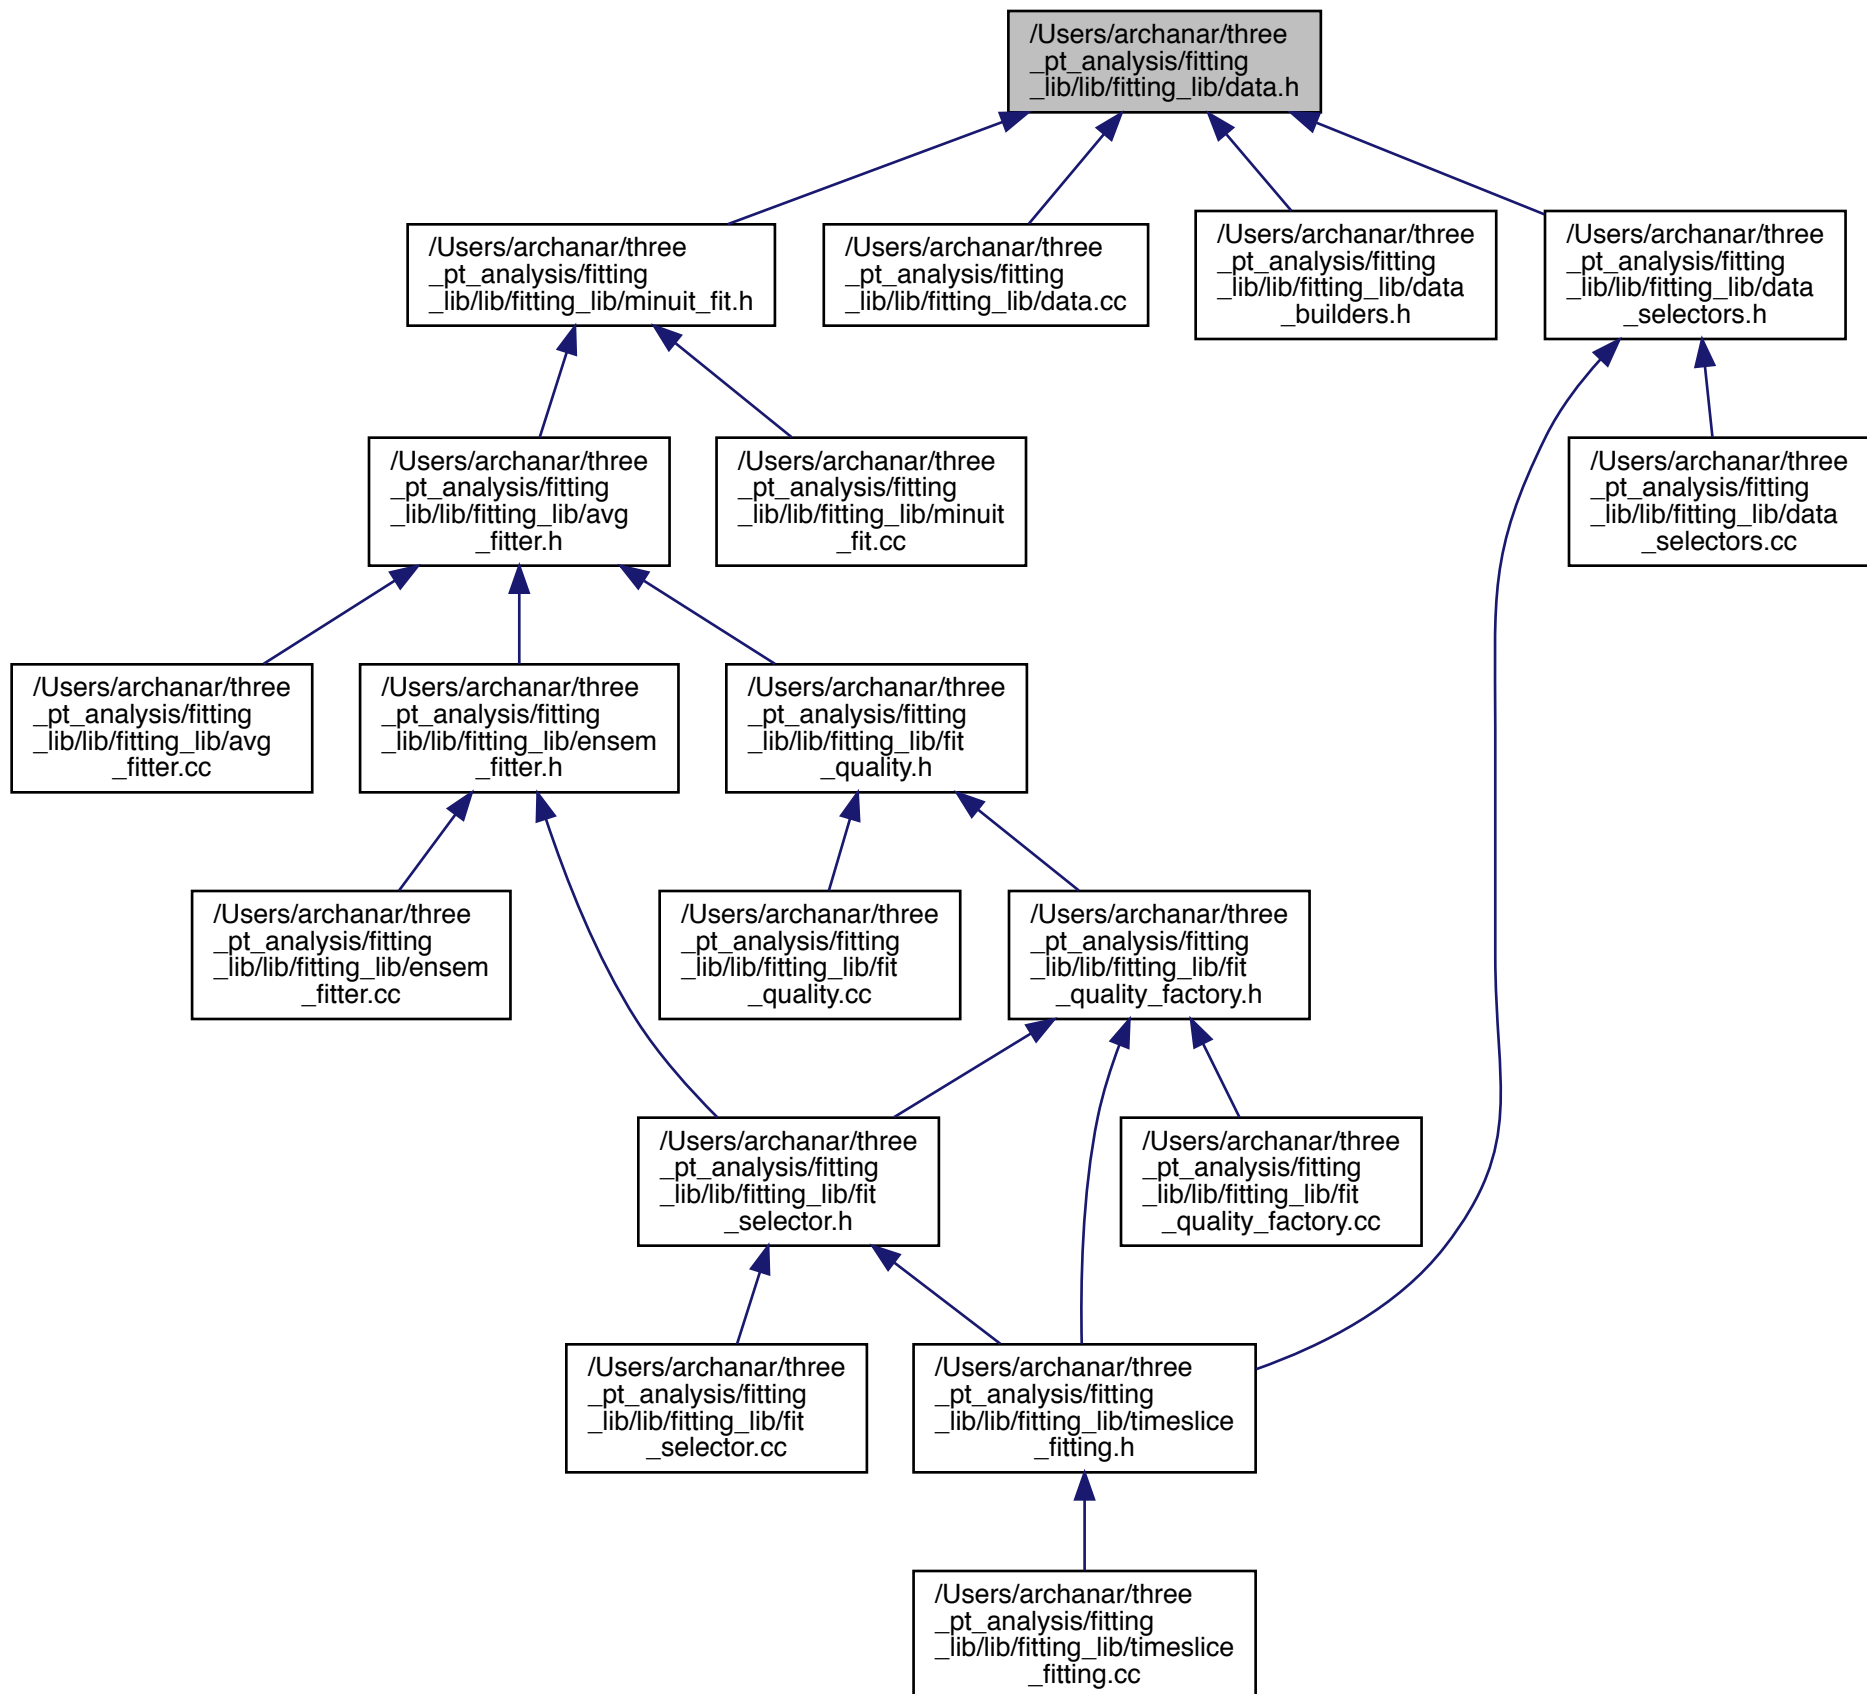 /Users/archanar/three
_pt_analysis/fitting
_lib/lib/fitting_lib/data.h
/Users/archanar/three
_pt_analysis/fitting
_lib/lib/fitting_lib/minuit_fit.h
/Users/archanar/three
_pt_analysis/fitting
_lib/lib/fitting_lib/data.cc
/Users/archanar/three
_pt_analysis/fitting
_lib/lib/fitting_lib/data
_builders.h
/Users/archanar/three
_pt_analysis/fitting
_lib/lib/fitting_lib/data
_selectors.h
/Users/archanar/three
_pt_analysis/fitting
_lib/lib/fitting_lib/avg
_fitter.h
/Users/archanar/three
_pt_analysis/fitting
_lib/lib/fitting_lib/minuit
_fit.cc
/Users/archanar/three
_pt_analysis/fitting
_lib/lib/fitting_lib/data
_selectors.cc
/Users/archanar/three
_pt_analysis/fitting
_lib/lib/fitting_lib/avg
_fitter.cc
/Users/archanar/three
_pt_analysis/fitting
_lib/lib/fitting_lib/ensem
_fitter.h
/Users/archanar/three
_pt_analysis/fitting
_lib/lib/fitting_lib/fit
_quality.h
/Users/archanar/three
_pt_analysis/fitting
_lib/lib/fitting_lib/ensem
_fitter.cc
/Users/archanar/three
_pt_analysis/fitting
_lib/lib/fitting_lib/fit
_quality.cc
/Users/archanar/three
_pt_analysis/fitting
_lib/lib/fitting_lib/fit
_quality_factory.h
/Users/archanar/three
_pt_analysis/fitting
_lib/lib/fitting_lib/fit
_selector.h
/Users/archanar/three
_pt_analysis/fitting
_lib/lib/fitting_lib/fit
_quality_factory.cc
/Users/archanar/three
_pt_analysis/fitting
_lib/lib/fitting_lib/fit
_selector.cc
/Users/archanar/three
_pt_analysis/fitting
_lib/lib/fitting_lib/timeslice
_fitting.h
/Users/archanar/three
_pt_analysis/fitting
_lib/lib/fitting_lib/timeslice
_fitting.cc